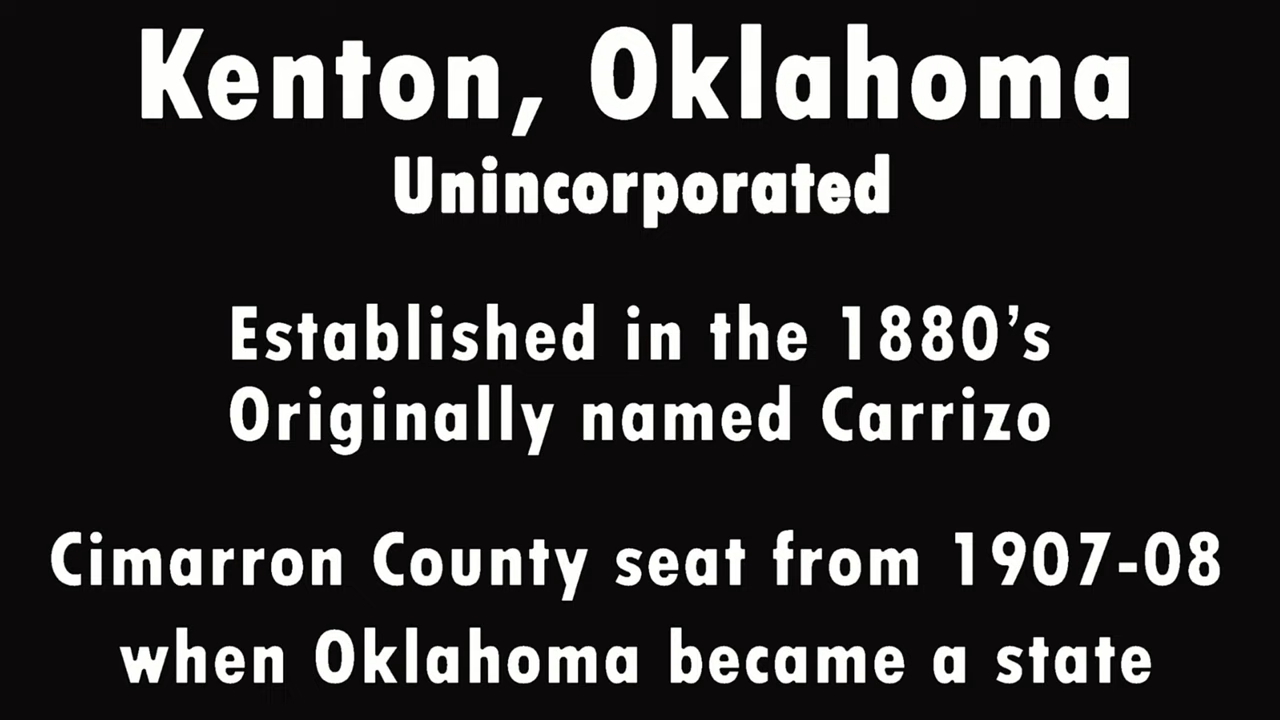 Kenton, Oklahoma
Unincorporated
Established in the 1880’s
Originally named Carrizo
Cimarron County seat from 1907-08
when Oklahoma became a state